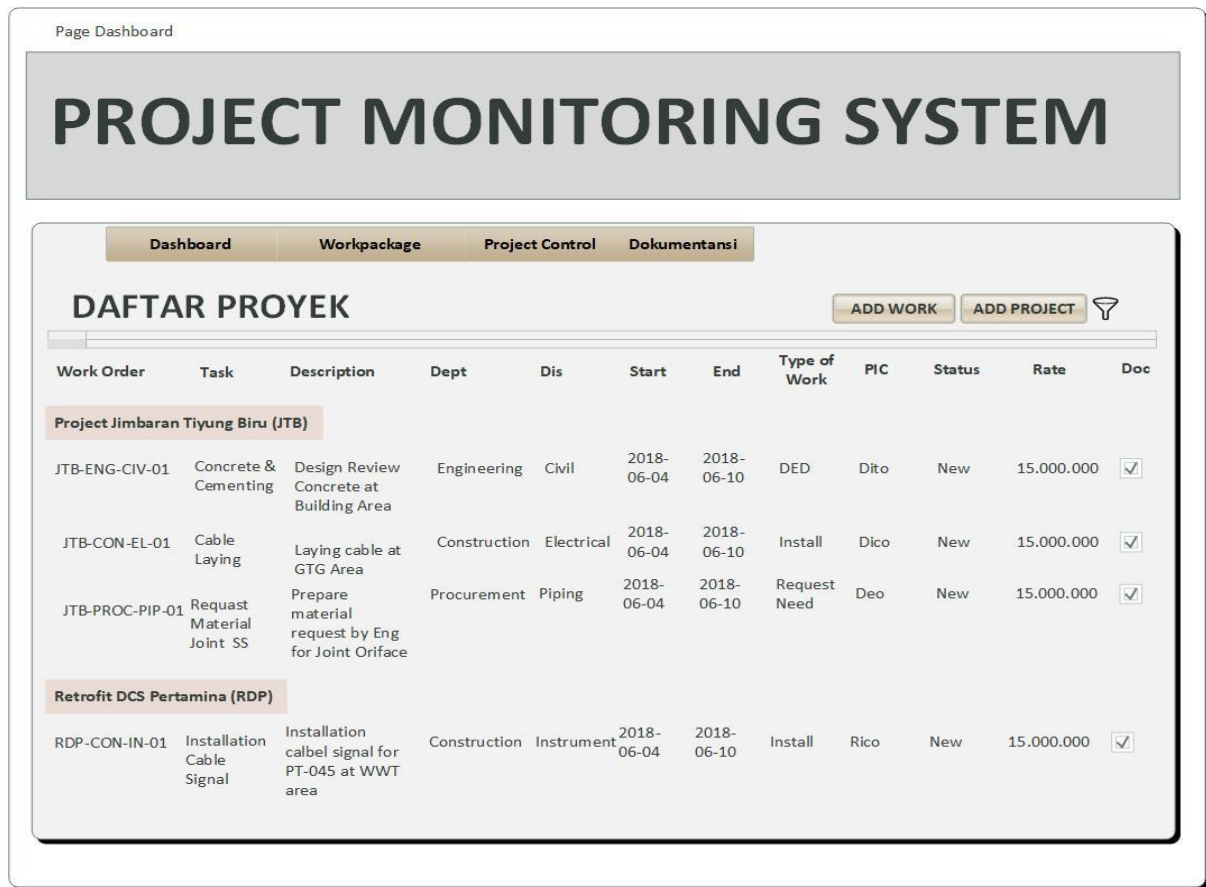 Page Dashboard
PROJECT MONITORING SYSTEM
Dashboard Workpackage Project Control Dokumentansi
DAFTAR PROYEK
ADD WORK ADD PROJECT
Work Order Task Description Dept Dis Start End Type of Work PIC Status Rate Doc
Project Jimbaran Tiyung Biru (JTB)
JTB-ENG-CIV-01 Concrete & Engineering Civil 2018- 2018- DED Dito New 15.000.000
Cementing Design Review 06-04 06-10
Concrete at
Building Area
JTB-CON-EL-01 Cable Construction Electrical 2018- 2018- Install Dico New 15.000.000
Laying Laying cable at 06-04 06-10
GTG Area
JTB-PROC-PIP-01 Requast Prepare Procurement Piping 2018- 2018- Request Deo New 15.000.000
Material material 06-04 06-10 Need
Joint SS request by Eng
for Joint Oriface
Retrofit DCS Pertamina (RDP)
RDP-CON-IN-01 Installation Installation Construction Instrument 2018- 2018- Install Rico New 15.000.000
Cable calbel signal for 06-04 06-10
Signal PT-045 at WWT
area